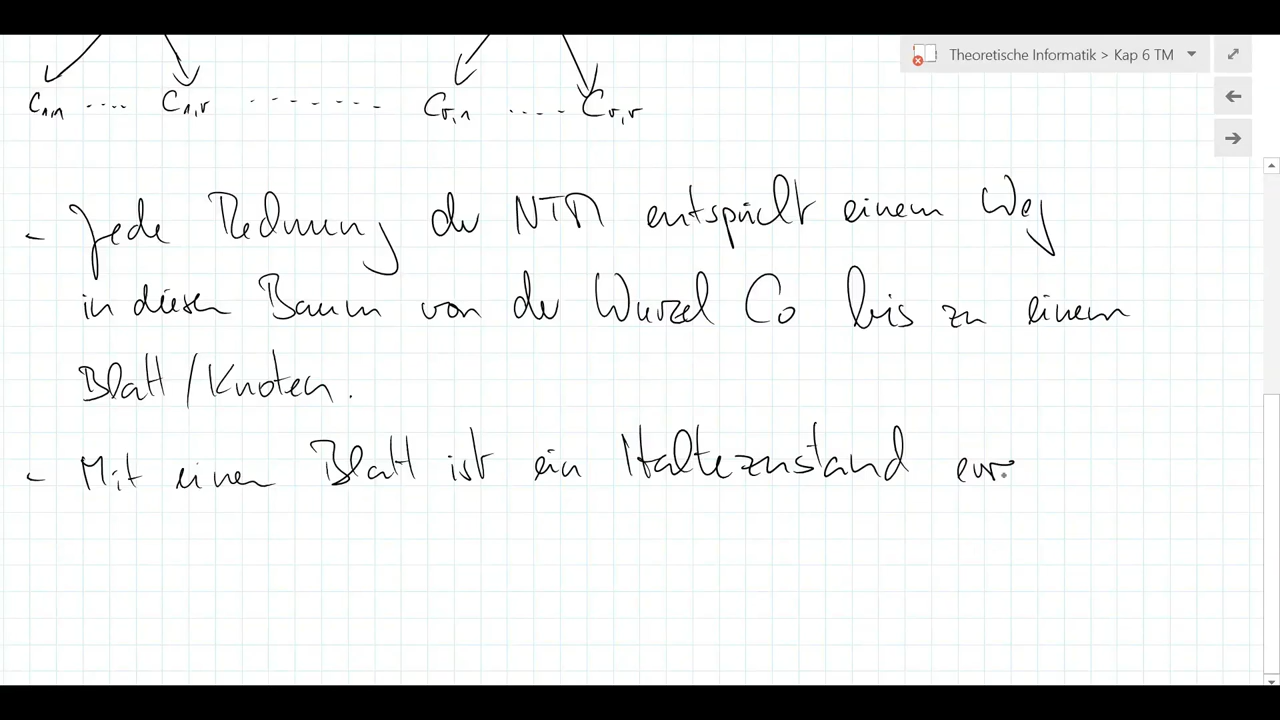 Theoretische Informatik > Kap 6 TM
C1,1 .... C1,r - - - - - - - - Cr,1 ..... Cr,r
- Jede Rechnung der NTM entspricht einem Weg
in diesen Baum von der Wurzel C0 bis zu einem
Blatt / Knoten.
- Mit einem Blatt ist ein Haltezustand err